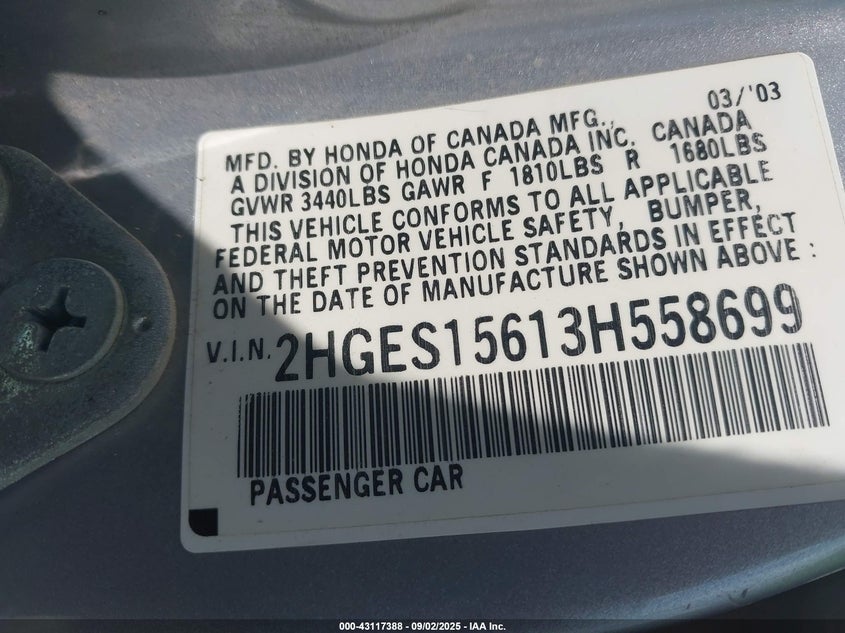 03/'03
MFD. BY HONDA OF CANADA MFG.,
A DIVISION OF HONDA CANADA INC. CANADA
GVWR 3440LBS GAWR F 1810LBS R 1680LBS
THIS VEHICLE CONFORMS TO ALL APPLICABLE
FEDERAL MOTOR VEHICLE SAFETY, BUMPER,
AND THEFT PREVENTION STANDARDS IN EFFECT
ON THE DATE OF MANUFACTURE SHOWN ABOVE :
V.I.N. 2HGES15613H558699
PASSENGER CAR
000-43117388 - 09/02/2025 - IAA Inc.